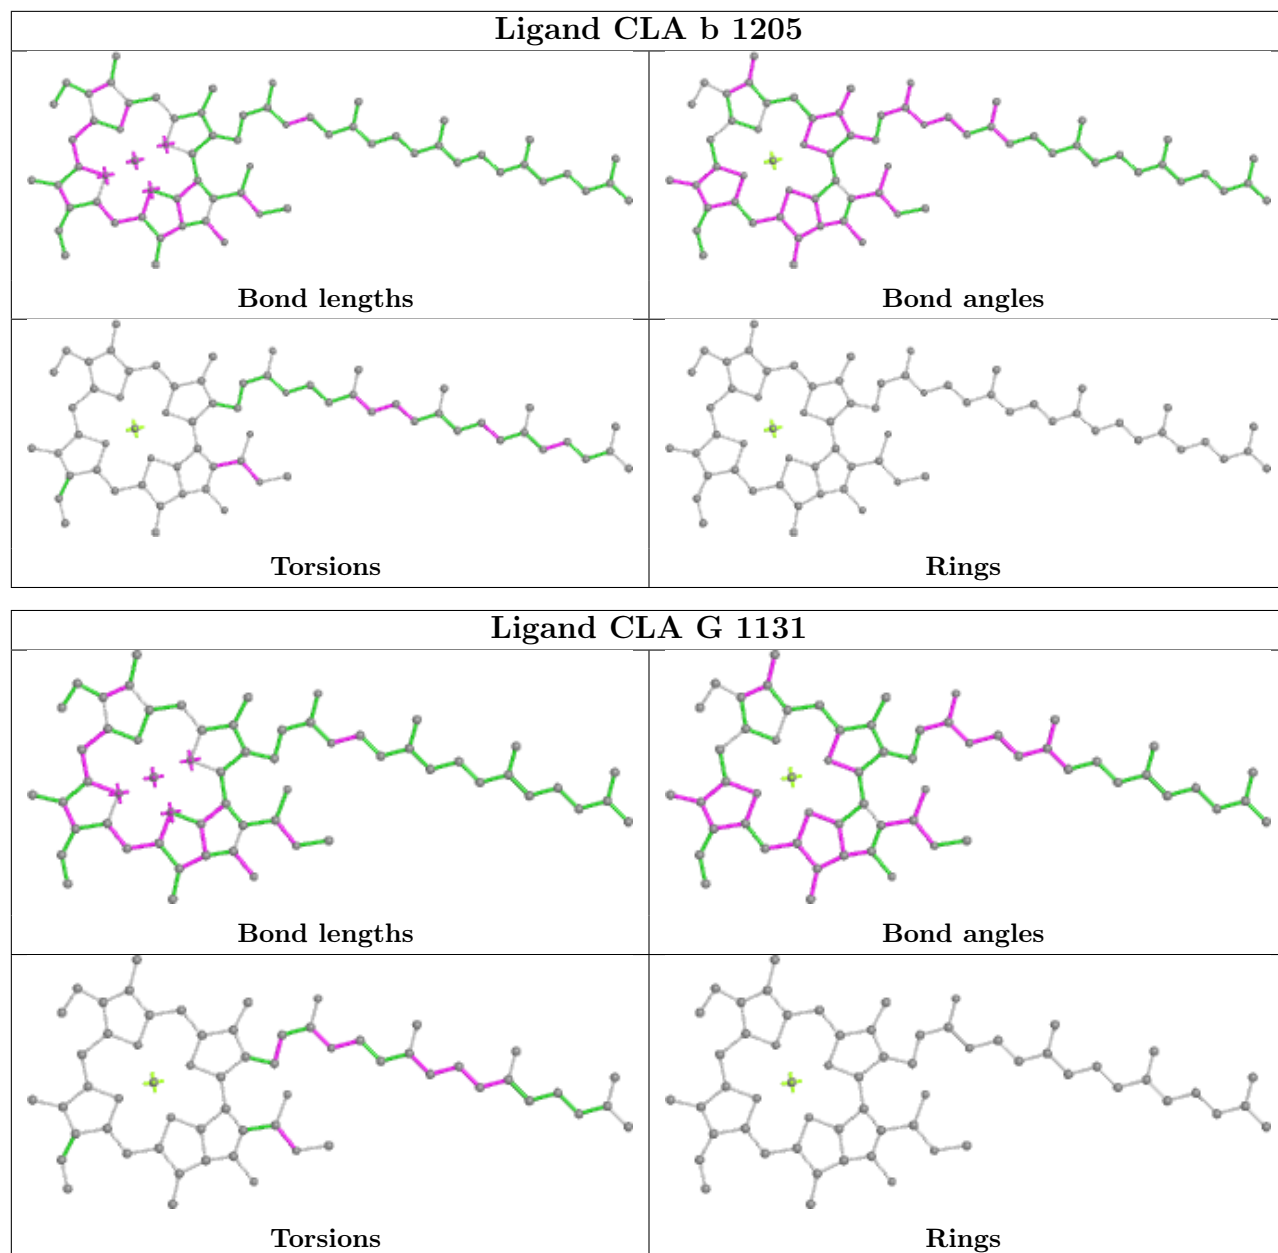 Ligand CLA b 1205
Bond lengths
Bond angles
Torsions
Rings
Ligand CLA G 1131
Bond lengths
Bond angles
Torsions
Rings